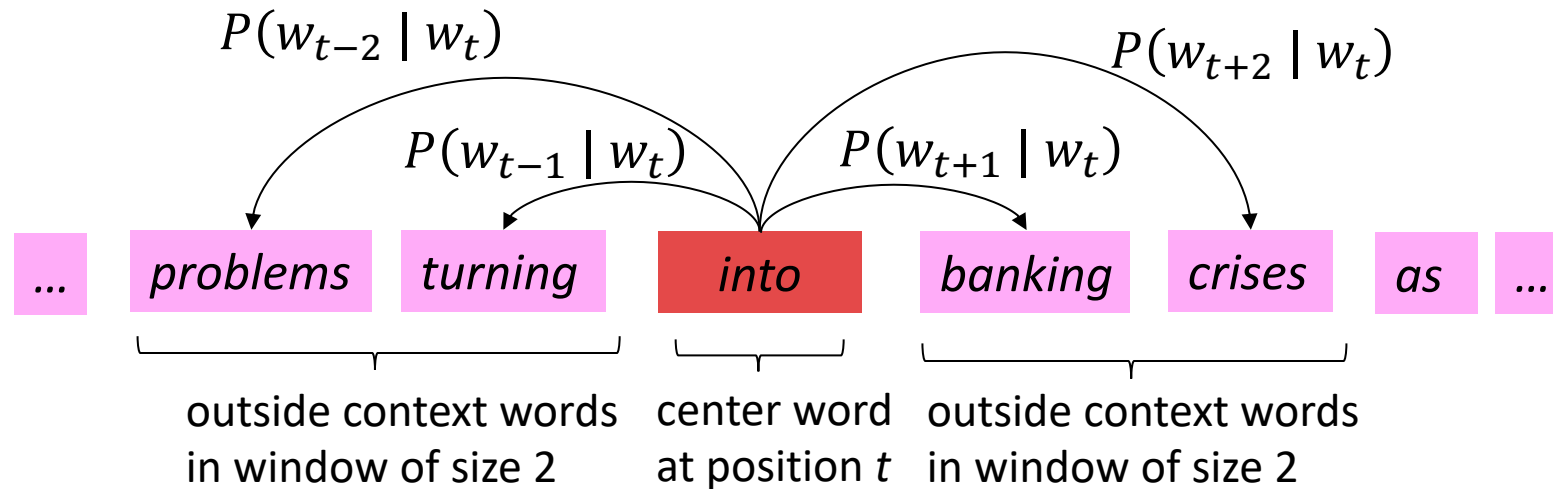 P(w_{t−2} | w_t)
P(w_{t+2} | w_t)
P(w_{t−1} | w_t)
P(w_{t+1} | w_t)
... problems turning into banking crises as ...
outside context words
in window of size 2
center word
at position t
outside context words
in window of size 2